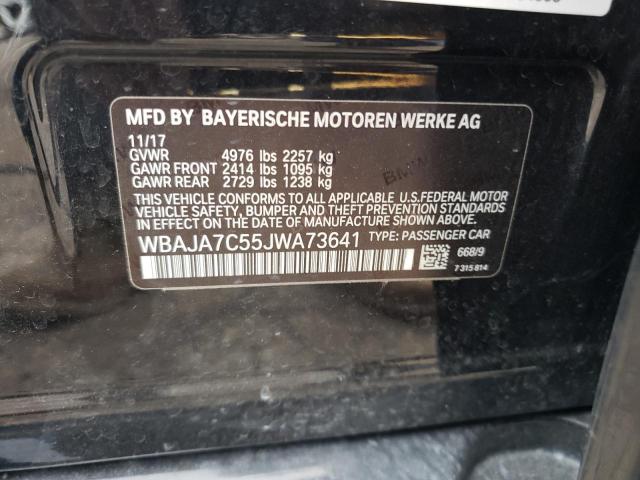 MFD BY BAYERISCHE MOTOREN WERKE AG
11/17
GVWR 4976 lbs 2257 kg
GAWR FRONT 2414 lbs 1095 kg
GAWR REAR 2729 lbs 1238 kg
THIS VEHICLE CONFORMS TO ALL APPLICABLE U.S. FEDERAL MOTOR
VEHICLE SAFETY, BUMPER AND THEFT PREVENTION STANDARDS
IN EFFECT ON THE DATE OF MANUFACTURE SHOWN ABOVE.
WBAJA7C55JWA73641 TYPE: PASSENGER CAR
668/9
7 315 814